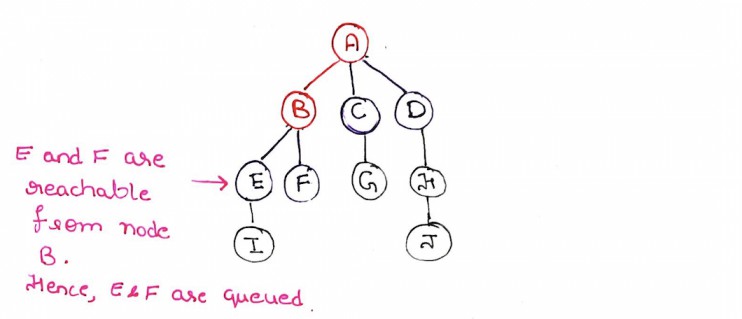 A
B C D
E and F are
reachable
E F G H
from node
I J
B.
Hence, E & F are queued.